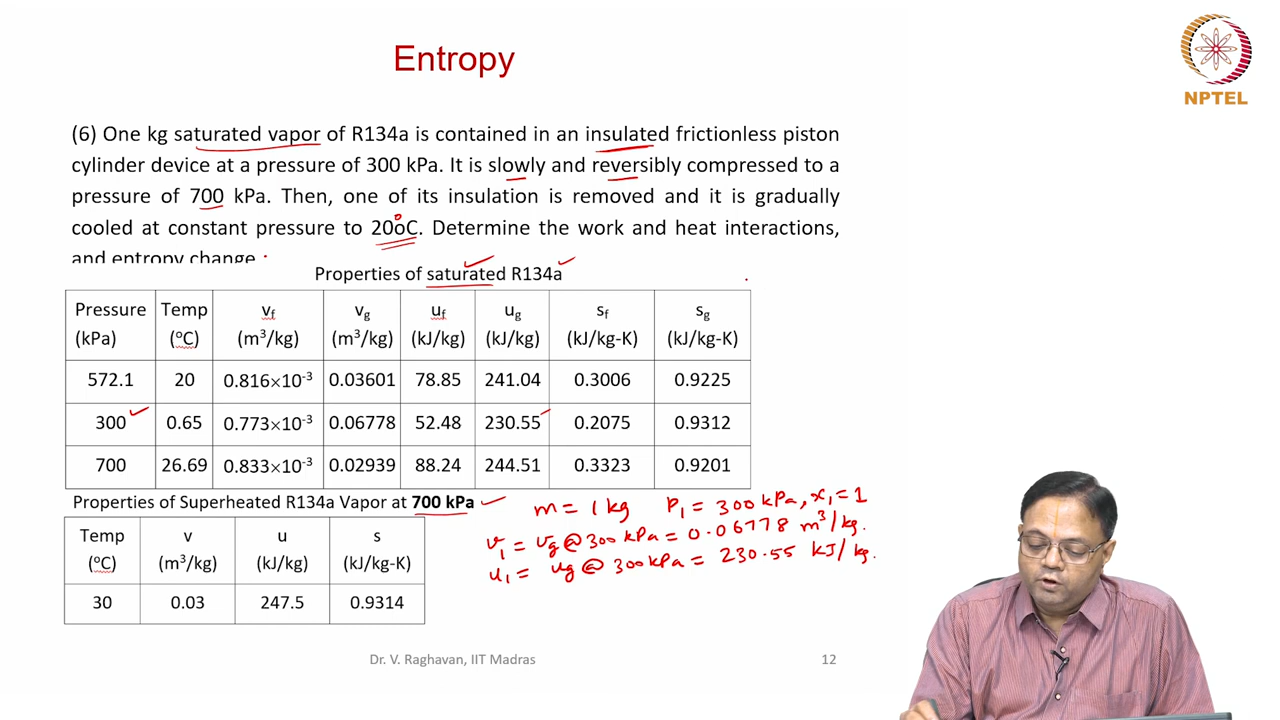 Entropy
NPTEL
(6) One kg saturated vapor of R134a is contained in an insulated frictionless piston
cylinder device at a pressure of 300 kPa. It is slowly and reversibly compressed to a
pressure of 700 kPa. Then, one of its insulation is removed and it is gradually
cooled at constant pressure to 20°C. Determine the work and heat interactions,
and entropy change.
Properties of saturated R134a
Pressure (kPa) Temp (°C) vf (m³/kg) vg (m³/kg) uf (kJ/kg) ug (kJ/kg) sf (kJ/kg-K) sg (kJ/kg-K)
572.1 20 0.816×10⁻³ 0.03601 78.85 241.04 0.3006 0.9225
300 0.65 0.773×10⁻³ 0.06778 52.48 230.55 0.2075 0.9312
700 26.69 0.833×10⁻³ 0.02939 88.24 244.51 0.3323 0.9201
Properties of Superheated R134a Vapor at 700 kPa
Temp (°C) v (m³/kg) u (kJ/kg) s (kJ/kg-K)
30 0.03 247.5 0.9314
m = 1 kg P₁ = 300 kPa, x₁ = 1
v₁ = vg @ 300 kPa = 0.06778 m³/kg.
u₁ = ug @ 300 kPa = 230.55 kJ/kg.
Dr. V. Raghavan, IIT Madras
12